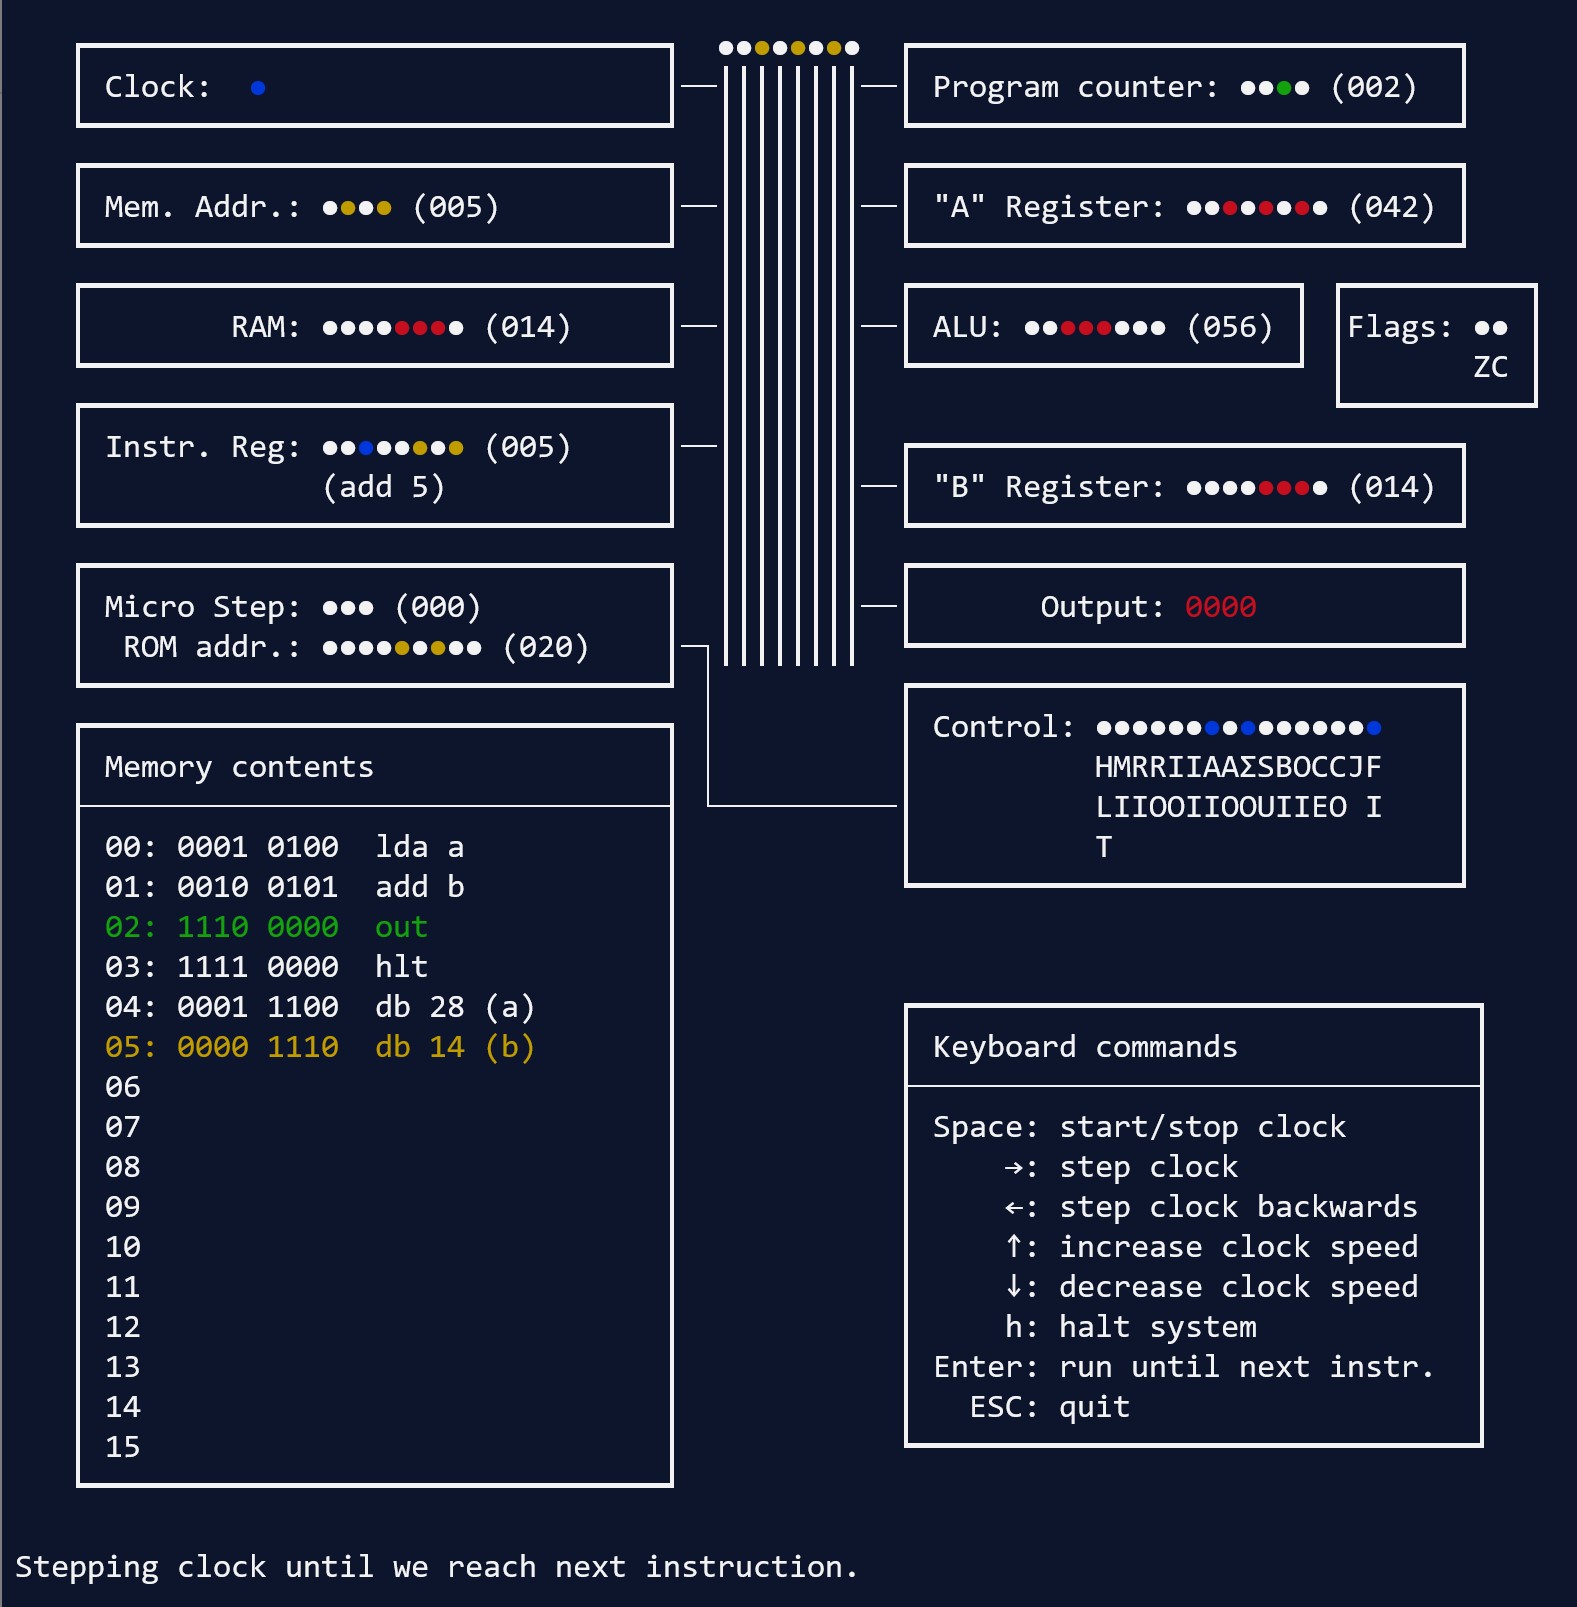 Clock:
Program counter: (002)
Mem. Addr.: (005)
"A" Register: (042)
RAM: (014)
ALU: (056)
Flags:
ZC
Instr. Reg: (005)
(add 5)
"B" Register: (014)
Micro Step: (000)
ROM addr.: (020)
Output: 0000
Control:
HMRRIIAAΣSBOCCJF
LIIOOIIOOUIIEO I
T
Memory contents
00: 0001 0100 lda a
01: 0010 0101 add b
02: 1110 0000 out
03: 1111 0000 hlt
04: 0001 1100 db 28 (a)
05: 0000 1110 db 14 (b)
06
07
08
09
10
11
12
13
14
15
Keyboard commands
Space: start/stop clock
→: step clock
←: step clock backwards
↑: increase clock speed
↓: decrease clock speed
h: halt system
Enter: run until next instr.
ESC: quit
Stepping clock until we reach next instruction.